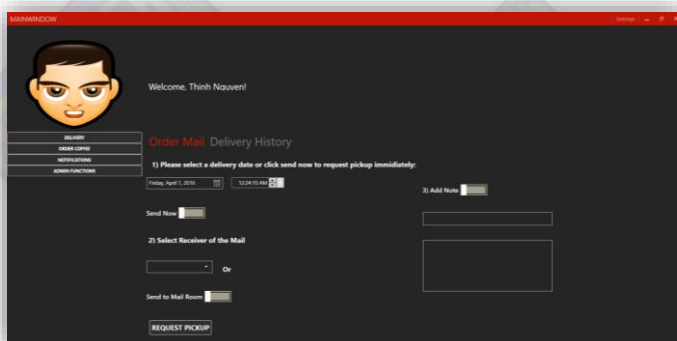 MAINWINDOW
Settings
Welcome, Thinh Nguyen!
DELIVERY
ORDER COFFEE
NOTIFICATIONS
ADMIN FUNCTIONS
Order Mail Delivery History
1) Please select a delivery date or click send now to request pickup immidiately:
Friday, April 1, 2016
12:24:10 AM
3) Add Note
Send Now
2) Select Receiver of the Mail
Or
Send to Mail Room
REQUEST PICKUP